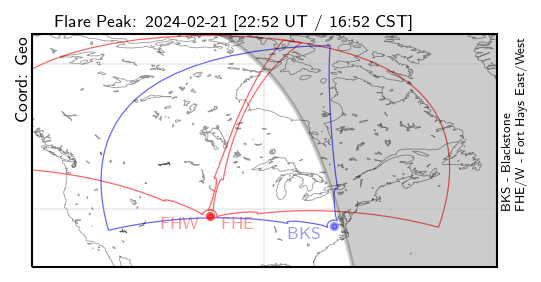 Flare Peak: 2024-02-21 [22:52 UT / 16:52 CST]
Coord: Geo
FHW
FHE
BKS
BKS - Blackstone
FHE/W - Fort Hays East/West